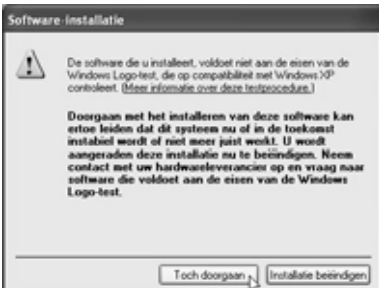 Software-installatie
De software die u installeert, voldoet niet aan de eisen van de
Windows Logo-test, die op compatibiliteit met Windows XP
controleert. (Meer informatie over deze testprocedure.)
Doorgaan met het installeren van deze software kan
ertoe leiden dat dit systeem nu of in de toekomst
instabiel wordt of niet meer juist werkt. U wordt
aangeraden deze installatie nu te beëindigen. Neem
contact met uw hardwareleverancier op en vraag naar
software die voldoet aan de eisen van de Windows
Logo-test.
Toch doorgaan Installatie beëindigen